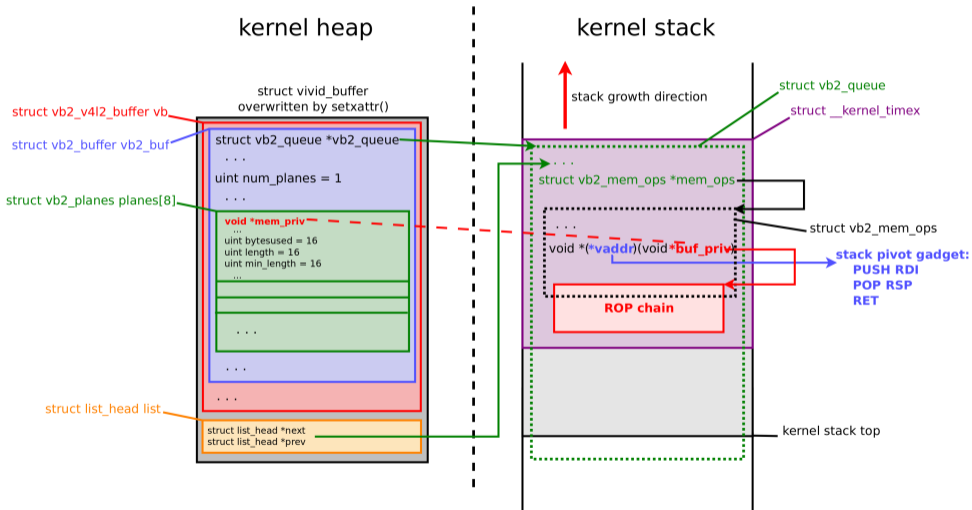 kernel heap
kernel stack
struct vivid_buffer
overwritten by setxattr()
struct vb2_v4l2_buffer vb
struct vb2_buffer vb2_buf
struct vb2_queue *vb2_queue
. . .
uint num_planes = 1
. . .
struct vb2_planes planes[8]
void *mem_priv
...
uint bytesused = 16
uint length = 16
uint min_length = 16
...
. . .
. . .
. . .
struct list_head list
struct list_head *next
struct list_head *prev
stack growth direction
struct vb2_queue
struct __kernel_timex
. . .
struct vb2_mem_ops *mem_ops
. . .
struct vb2_mem_ops
void *(*vaddr)(void*buf_priv)
stack pivot gadget:
PUSH RDI
POP RSP
RET
ROP chain
kernel stack top